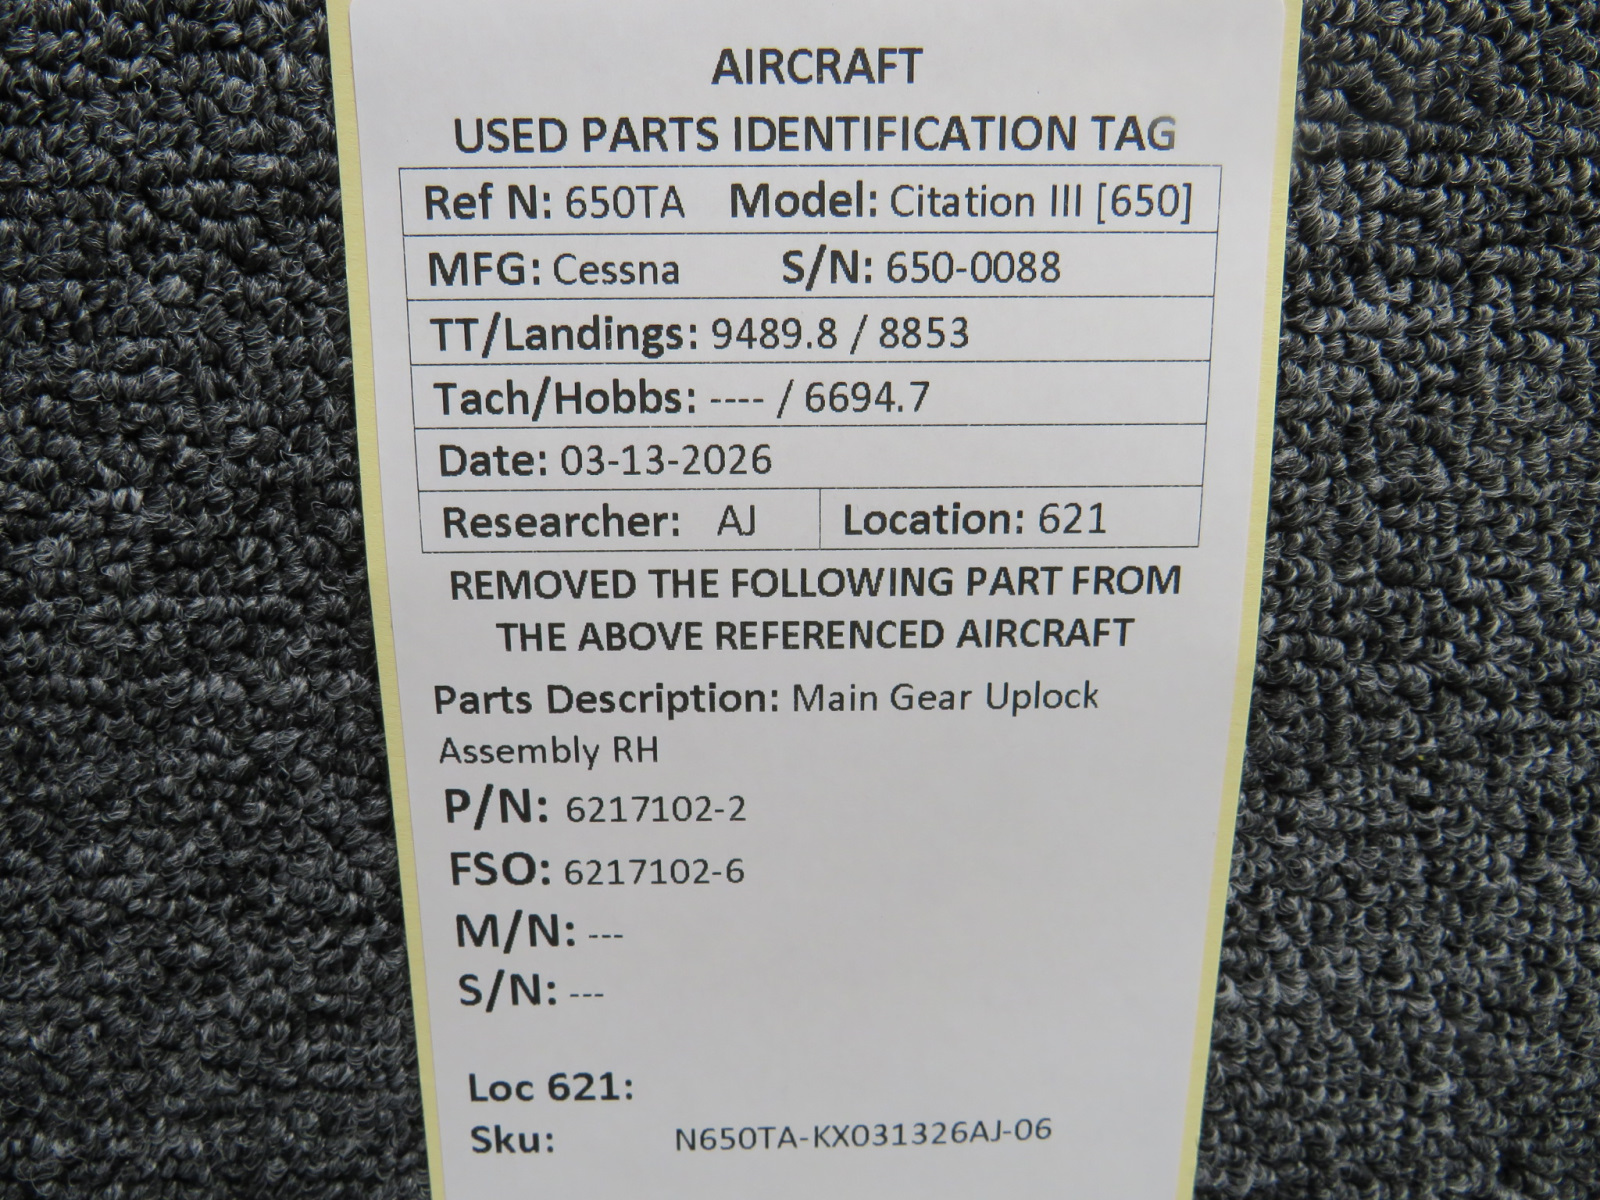 AIRCRAFT
USED PARTS IDENTIFICATION TAG
Ref N: 650TA Model: Citation III [650]
MFG: Cessna S/N: 650-0088
TT/Landings: 9489.8 / 8853
Tach/Hobbs: ---- / 6694.7
Date: 03-13-2026
Researcher: AJ Location: 621
REMOVED THE FOLLOWING PART FROM
THE ABOVE REFERENCED AIRCRAFT
Parts Description: Main Gear Uplock
Assembly RH
P/N: 6217102-2
FSO: 6217102-6
M/N: ---
S/N: ---
Loc 621:
Sku: N650TA-KX031326AJ-06